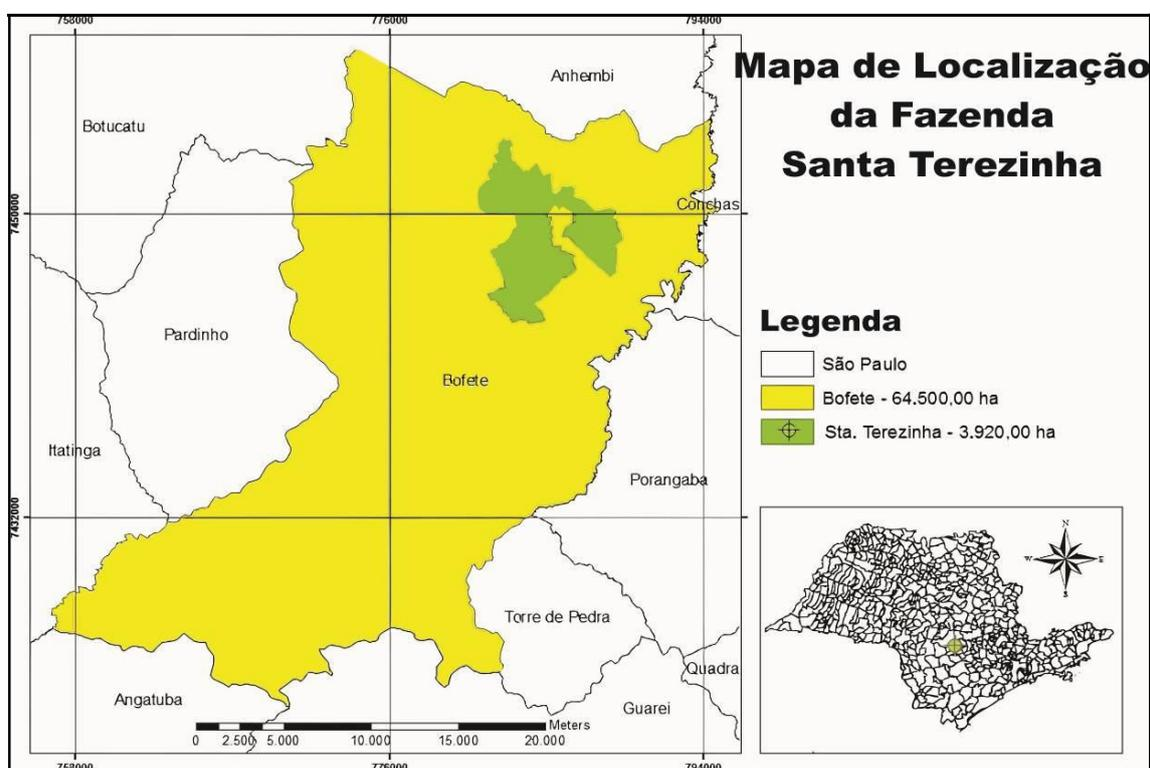 758000
776000
794000
Mapa de Localização
da Fazenda
Santa Terezinha
Anhembi
Botucatu
Conchas
7450000
Pardinho
Legenda
São Paulo
Bofete - 64.500,00 ha
Sta. Terezinha - 3.920,00 ha
Bofete
Itatinga
Porangaba
7432000
N
W
E
S
Torre de Pedra
Quadra
Angatuba
Guarei
Meters
0 2.500 5.000 10.000 15.000 20.000
758000
776000
794000